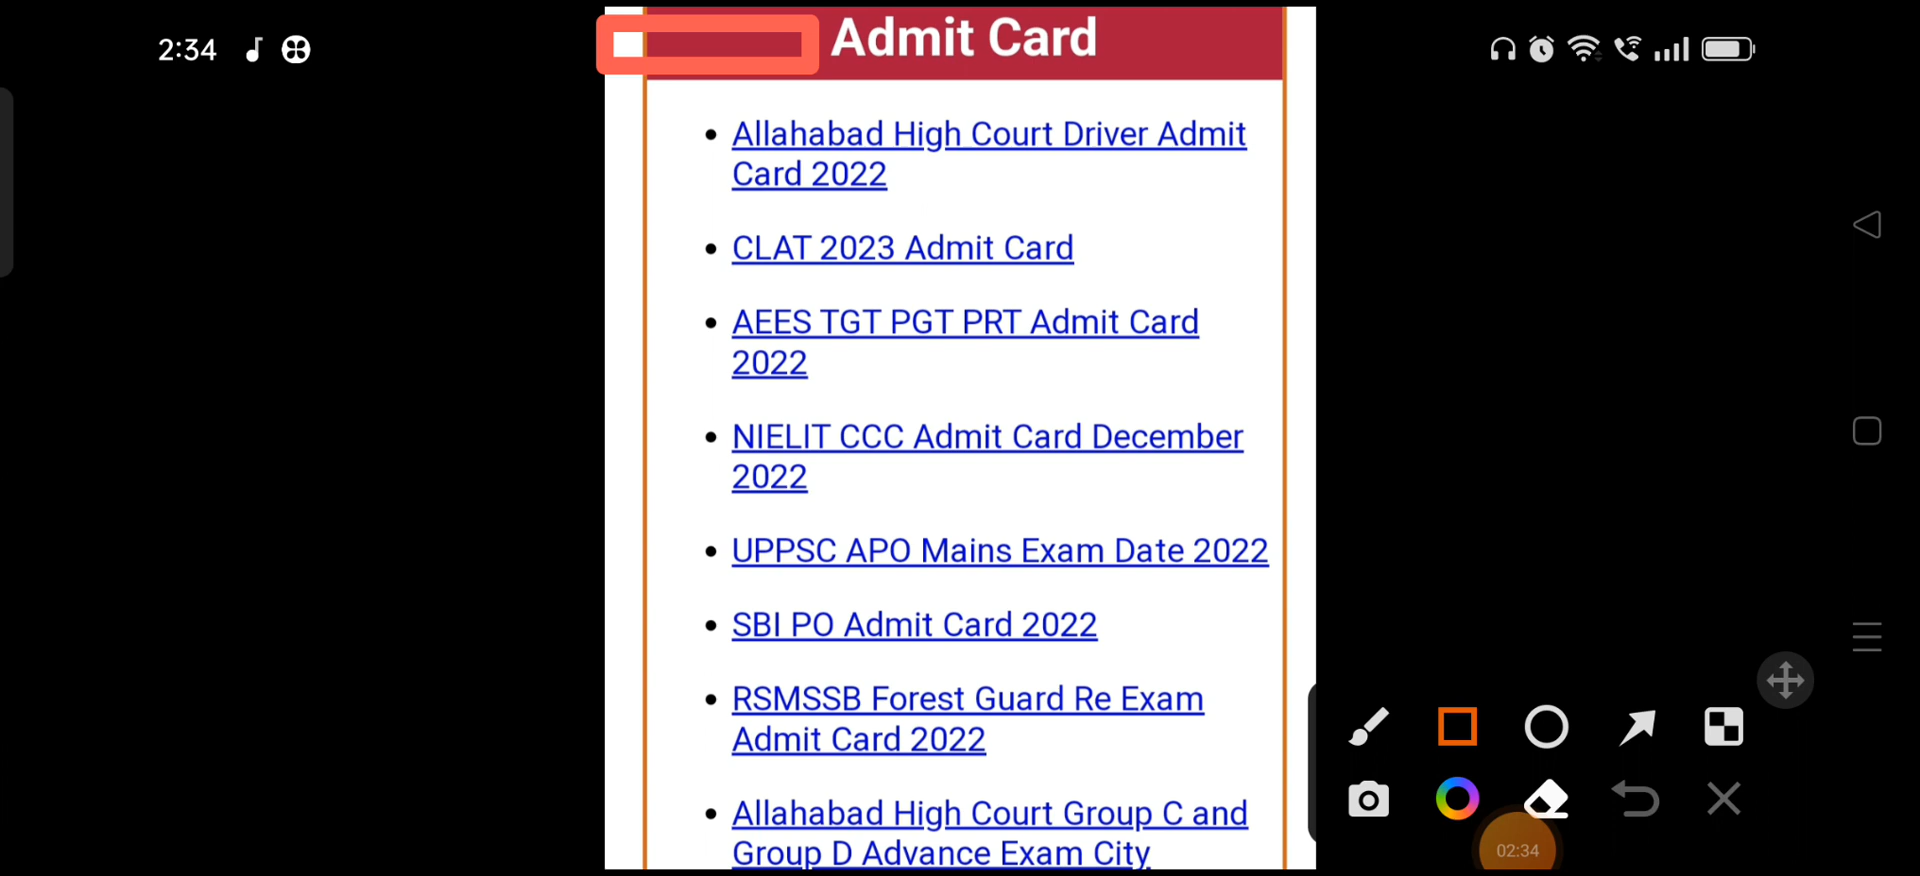 2:34
Admit Card
Allahabad High Court Driver Admit
Card 2022
CLAT 2023 Admit Card
AEES TGT PGT PRT Admit Card
2022
NIELIT CCC Admit Card December
2022
UPPSC APO Mains Exam Date 2022
SBI PO Admit Card 2022
RSMSSB Forest Guard Re Exam
Admit Card 2022
Allahabad High Court Group C and
Group D Advance Exam City
02:34